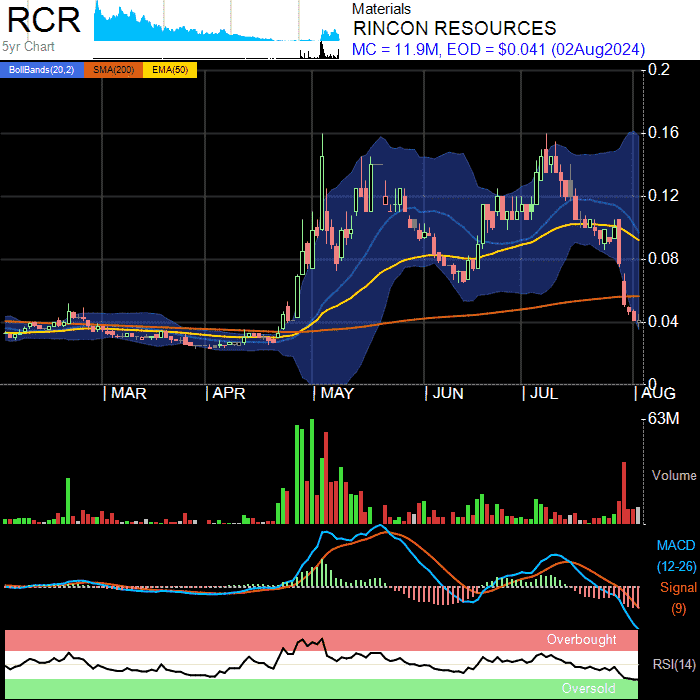 RCR
5yr Chart
Materials
RINCON RESOURCES
MC = 11.9M, EOD = $0.041 (02Aug2024)
BollBands(20,2) SMA(200) EMA(50)
0.2
0.16
0.12
0.08
0.04
0
MAR APR MAY JUN JUL AUG
63M
Volume
MACD
(12-26)
Signal
(9)
Overbought
RSI(14)
Oversold